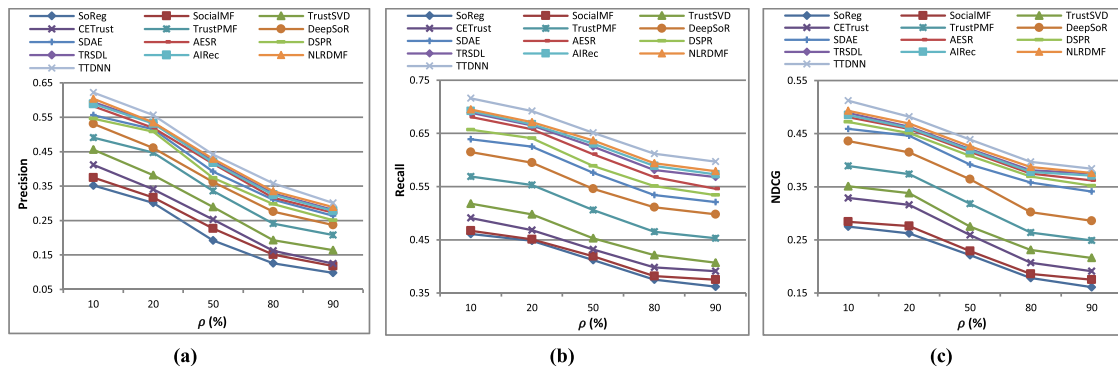 SoReg SocialMF TrustSVD
CETrust TrustPMF DeepSoR
SDAE AESR DSPR
TRSDL AIRec NLRDMF
TTDNN
0.65
0.55
0.45
0.35
0.25
0.15
0.05
Precision
10 20 50 80 90
ρ (%)
(a)
SoReg SocialMF TrustSVD
CETrust TrustPMF DeepSoR
SDAE AESR DSPR
TRSDL AIRec NLRDMF
TTDNN
0.75
0.65
0.55
0.45
0.35
Recall
10 20 50 80 90
ρ (%)
(b)
SoReg SocialMF TrustSVD
CETrust TrustPMF DeepSoR
SDAE AESR DSPR
TRSDL AIRec NLRDMF
TTDNN
0.55
0.45
0.35
0.25
0.15
NDCG
10 20 50 80 90
ρ (%)
(c)